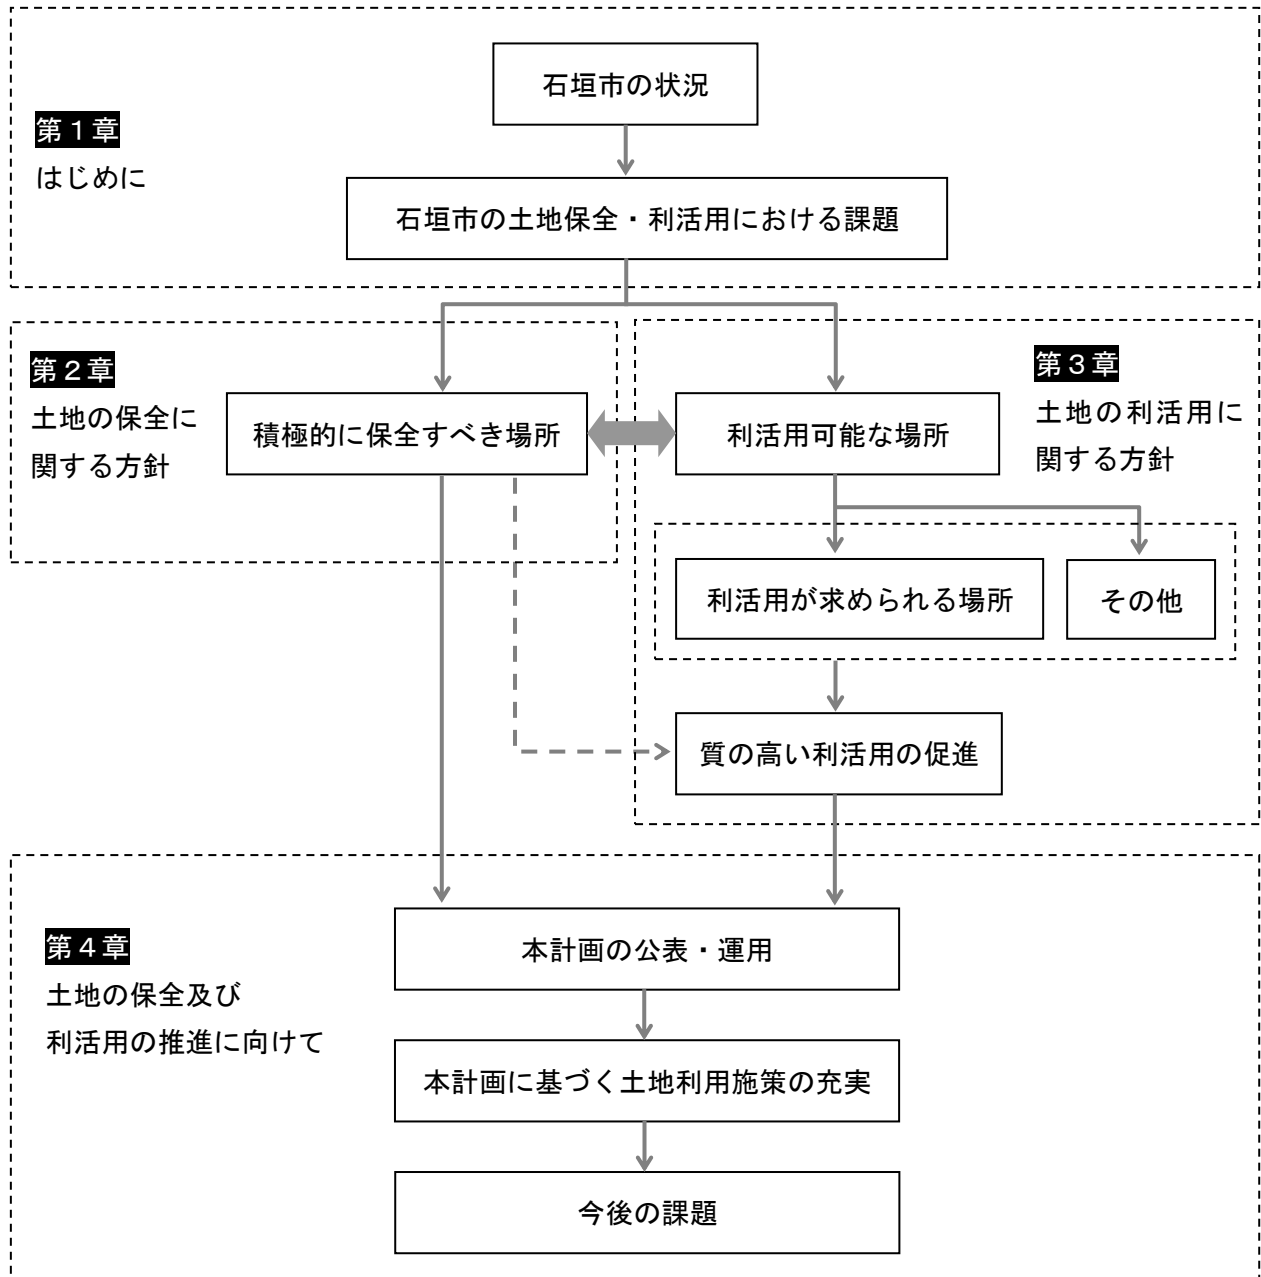 第１章
はじめに
石垣市の状況
石垣市の土地保全・利活用における課題
第２章
土地の保全に
関する方針
積極的に保全すべき場所
第３章
土地の利活用に
関する方針
利活用可能な場所
利活用が求められる場所
その他
質の高い利活用の促進
第４章
土地の保全及び
利活用の推進に向けて
本計画の公表・運用
本計画に基づく土地利用施策の充実
今後の課題